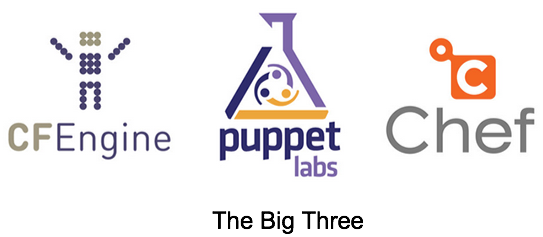 CFEngine
puppet
labs
C
Chef
The Big Three